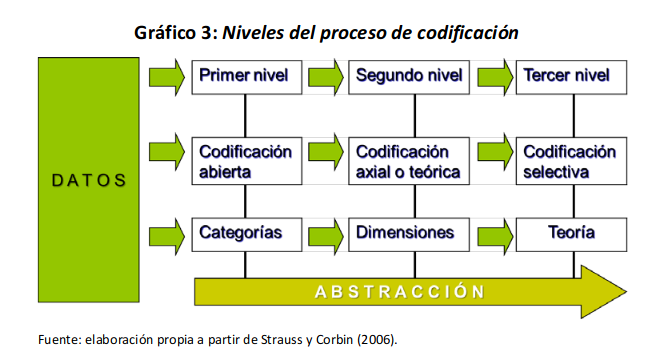 Gráfico 3: Niveles del proceso de codificación
DATOS
Primer nivel
Segundo nivel
Tercer nivel
Codificación
abierta
Codificación
axial o teórica
Codificación
selectiva
Categorías
Dimensiones
Teoría
ABSTRACCIÓN
Fuente: elaboración propia a partir de Strauss y Corbin (2006).